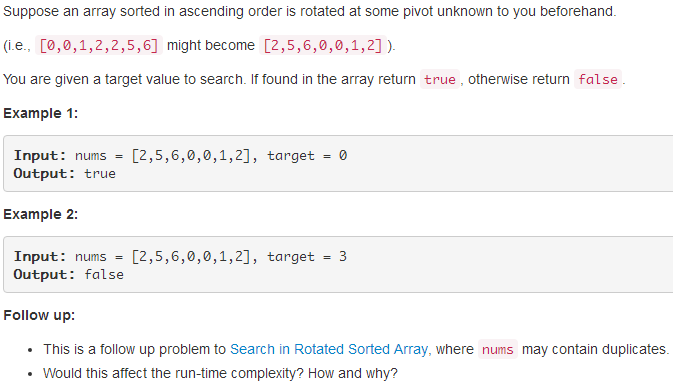 Suppose an array sorted in ascending order is rotated at some pivot unknown to you beforehand.
(i.e., [0,0,1,2,2,5,6] might become [2,5,6,0,0,1,2] ).
You are given a target value to search. If found in the array return true , otherwise return false .
Example 1:
Input: nums = [2,5,6,0,0,1,2], target = 0
Output: true
Example 2:
Input: nums = [2,5,6,0,0,1,2], target = 3
Output: false
Follow up:
• This is a follow up problem to Search in Rotated Sorted Array, where nums may contain duplicates.
• Would this affect the run-time complexity? How and why?